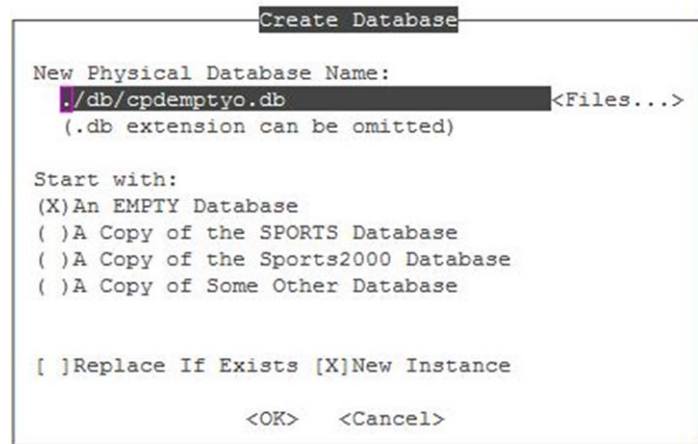 Create Database
New Physical Database Name:
./db/cpdemptyo.db <Files...>
(.db extension can be omitted)
Start with:
(X)An EMPTY Database
( )A Copy of the SPORTS Database
( )A Copy of the Sports2000 Database
( )A Copy of Some Other Database
[ ]Replace If Exists [X]New Instance
<OK> <Cancel>